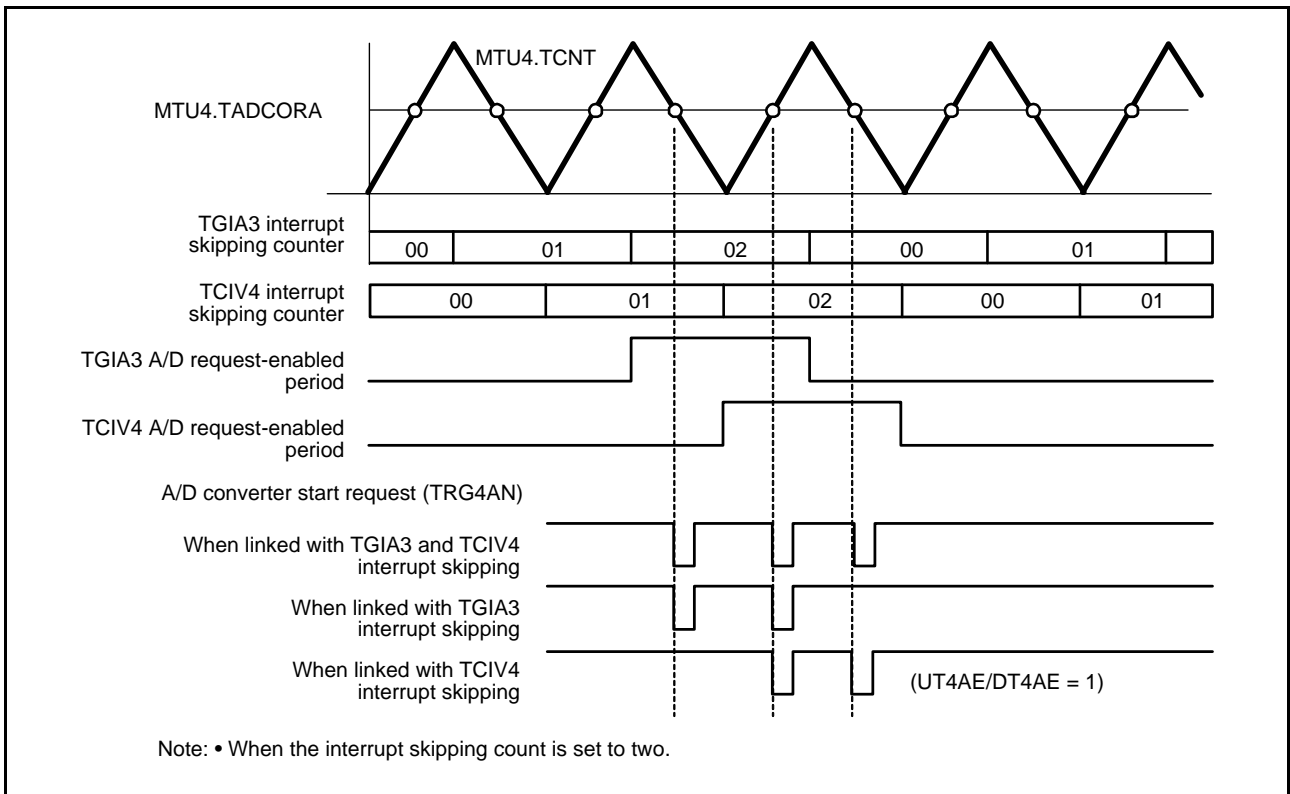 MTU4.TCNT
MTU4.TADCORA
TGIA3 interrupt
skipping counter
00 01 02 00 01
TCIV4 interrupt
skipping counter
00 01 02 00 01
TGIA3 A/D request-enabled
period
TCIV4 A/D request-enabled
period
A/D converter start request (TRG4AN)
When linked with TGIA3 and TCIV4
interrupt skipping
When linked with TGIA3
interrupt skipping
When linked with TCIV4
interrupt skipping
(UT4AE/DT4AE = 1)
Note: • When the interrupt skipping count is set to two.